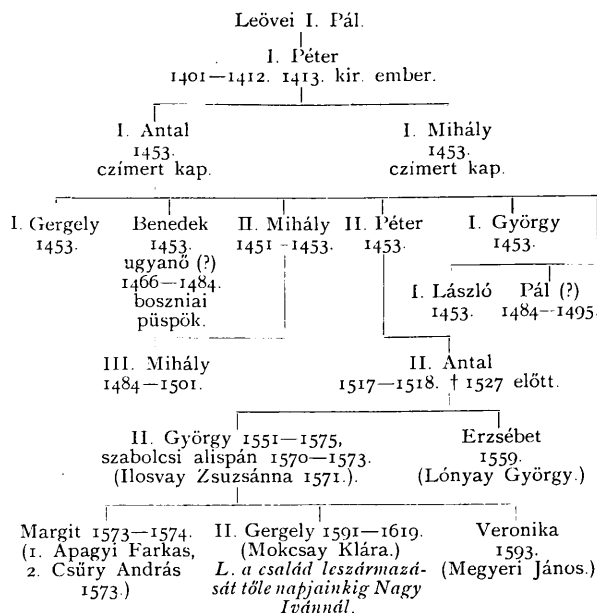 Leövei I. Pál.
I. Péter
1401—1412. 1413. kir. ember.
I. Antal I. Mihály
1453. 1453.
czímert kap. czímert kap.
I. Gergely Benedek II. Mihály II. Péter I. György
1453. 1453. 1451—1453. 1453. 1453.
ugyanő (?)
1466—1484. I. László Pál (?)
boszniai 1453. 1484—1495.
püspök.
III. Mihály II. Antal
1484—1501. 1517—1518. † 1527 előtt.
II. György 1551—1575, Erzsébet
szabolcsi alispán 1570—1573. 1559.
(Ilosvay Zsuzsánna 1571.) (Lónyay György.)
Margit 1573—1574. II. Gergely 1591—1619. Veronika
(1. Apagyi Farkas, (Mokcsay Klára.) 1593.
2. Csűry András L. a család leszármazá- (Megyeri János.)
1573.) sát tőle napjainkig Nagy
Ivánnál.